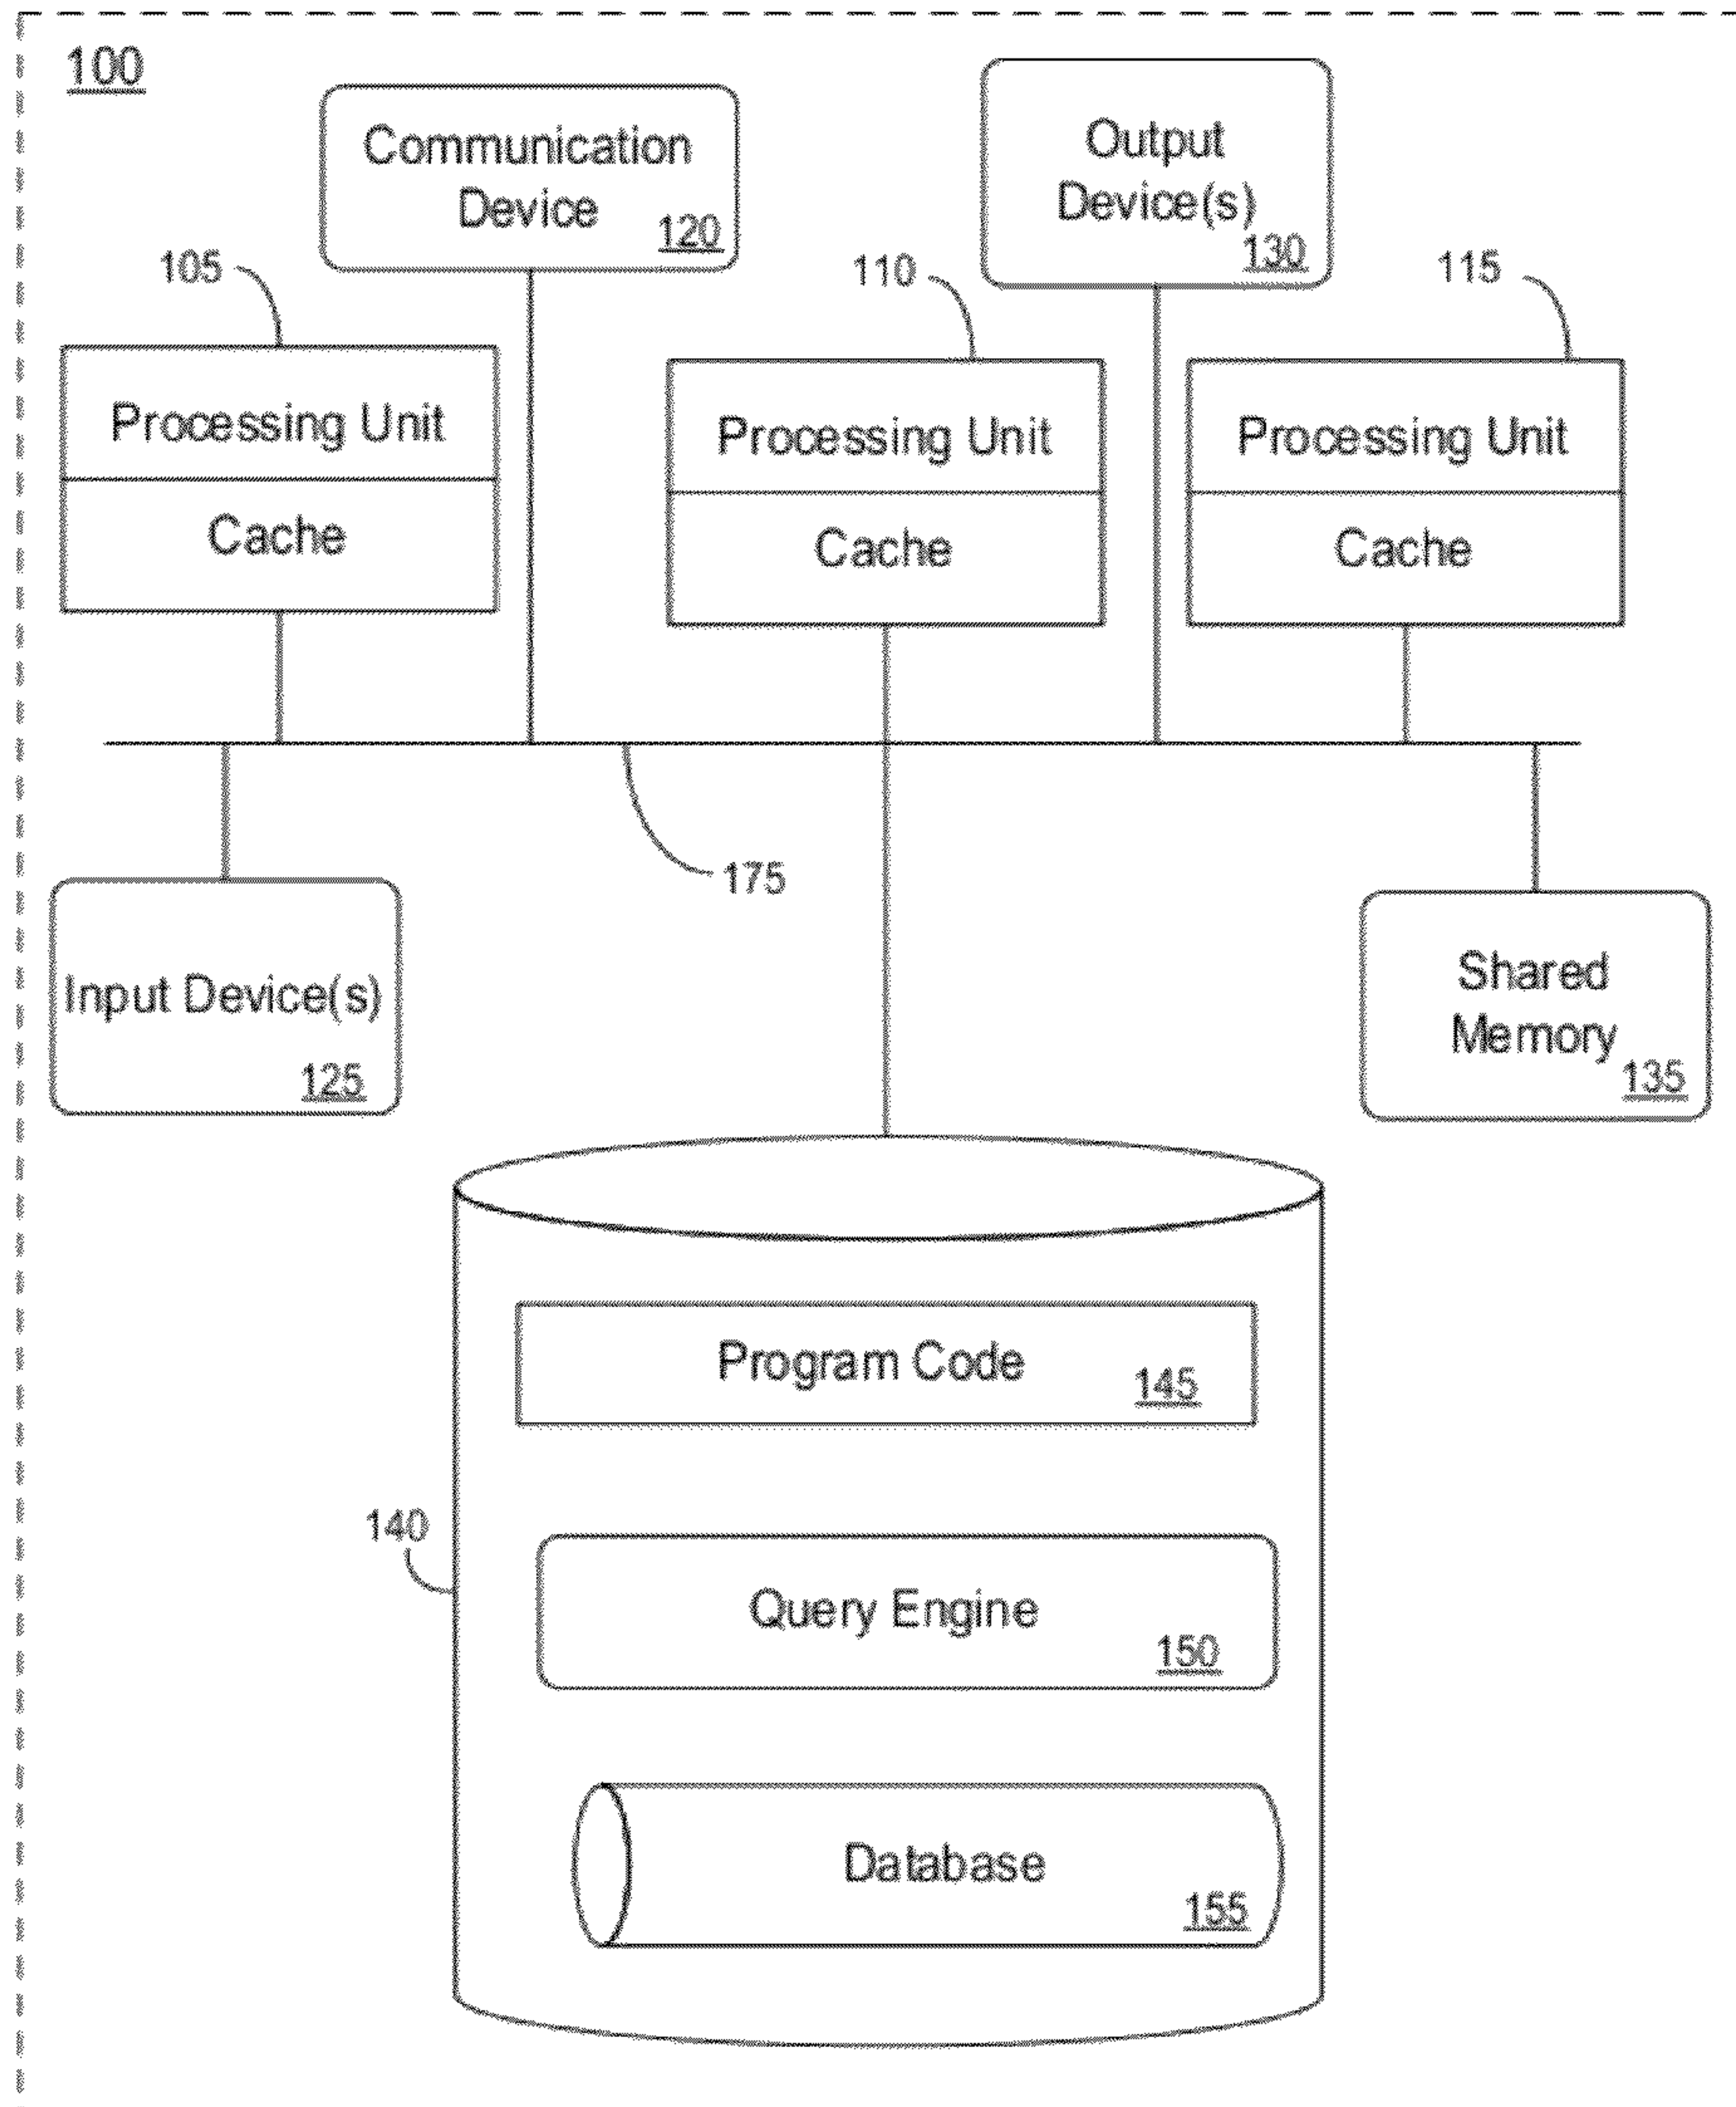 100
Communication
Device
120
Output
Device(s)
130
105
110
115
Processing Unit
Cache
Processing Unit
Cache
Processing Unit
Cache
175
Input Device(s)
125
Shared
Memory
135
Program Code
145
140
Query Engine
150
Database
155